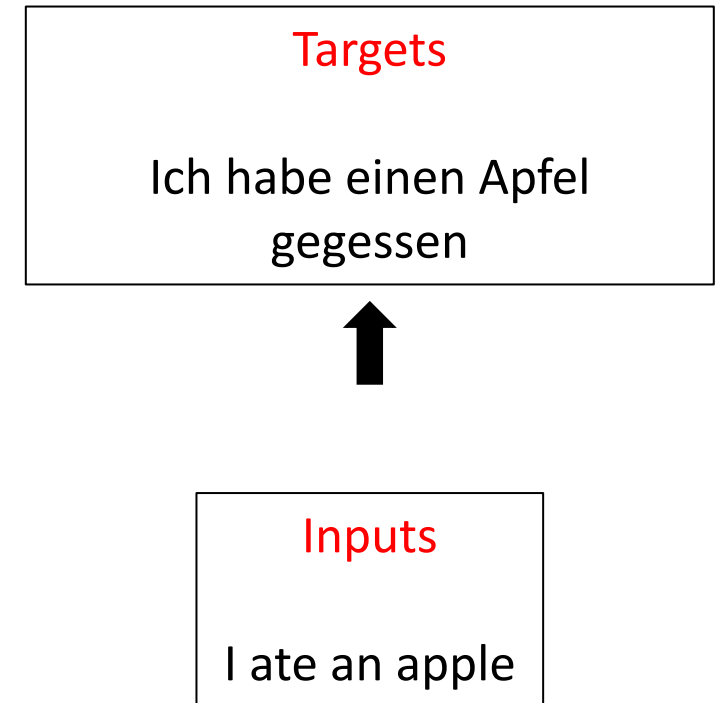 Targets
Ich habe einen Apfel
gegessen
Inputs
I ate an apple